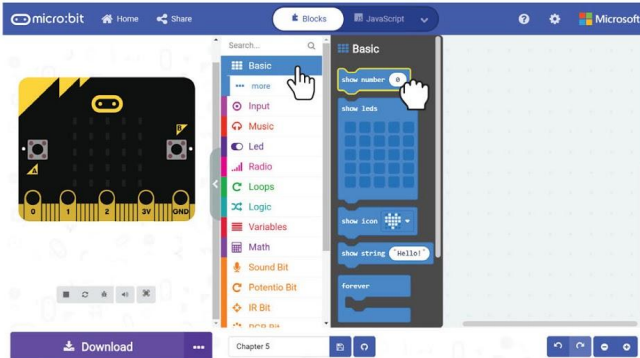 micro:bit
Home
Share
Blocks
JavaScript
Microsoft
Search...
Basic
more
Input
Music
Led
Radio
Loops
Logic
Variables
Math
Sound Bit
Potentio Bit
IR Bit
Basic
show number 0
show leds
show icon
show string "Hello!"
forever
A
B
0 1 2 3V GND
Download
Chapter 5